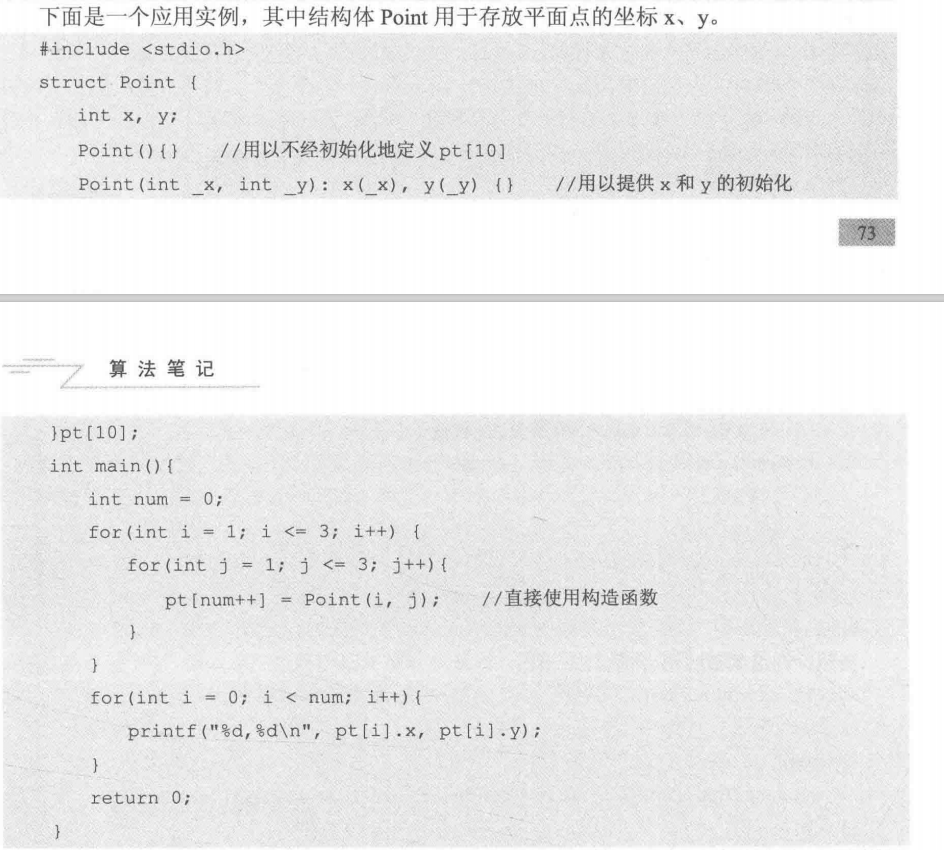 下面是一个应用实例，其中结构体 Point 用于存放平面点的坐标 x、y。
#include <stdio.h>
struct Point {
    int x, y;
    Point(){}    //用以不经初始化地定义 pt[10]
    Point(int _x, int _y): x(_x), y(_y) {}    //用以提供 x 和 y 的初始化
73
算 法 笔 记
}pt[10];
int main(){
    int num = 0;
    for(int i = 1; i <= 3; i++) {
        for(int j = 1; j <= 3; j++){
            pt[num++] = Point(i, j);    //直接使用构造函数
        }
    }
    for(int i = 0; i < num; i++){
        printf("%d,%d\n", pt[i].x, pt[i].y);
    }
    return 0;
}